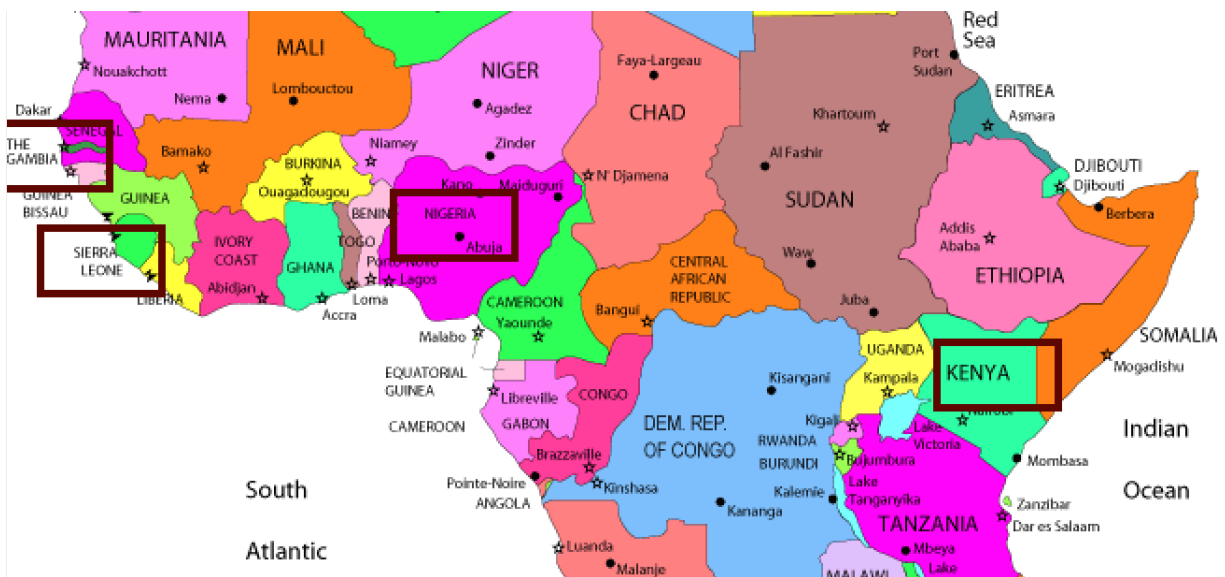 MAURITANIA
Nouakchott
Nema
MALI
Lombouctou
NIGER
Agadez
Zinder
Niamey
Faya-Largeau
CHAD
N' Djamena
Red
Sea
Port
Sudan
Khartoum
Al Fashir
SUDAN
Waw
Juba
ERITREA
Asmara
DJIBOUTI
Djibouti
Berbera
Addis
Ababa
ETHIOPIA
SOMALIA
Mogadishu
Dakar
SENEGAL
THE
GAMBIA
Bamako
BURKINA
Ouagadougou
GUINEA
BISSAU
GUINEA
SIERRA
LEONE
LIBERIA
IVORY
COAST
Abidjan
GHANA
Accra
TOGO
Loma
BENIN
Porto-Novo
Lagos
Kano
Maiduguri
NIGERIA
Abuja
CAMEROON
Yaounde
Malabo
CENTRAL
AFRICAN
REPUBLIC
Bangui
EQUATORIAL
GUINEA
Libreville
CAMEROON
GABON
CONGO
Brazzaville
Pointe-Noire
ANGOLA
Kinshasa
Kisangani
DEM. REP.
OF CONGO
Kananga
Kalemie
UGANDA
Kampala
KENYA
Nairobi
Mombasa
Kigali
RWANDA
BURUNDI
Bujumbura
Lake
Victoria
Lake
Tanganyika
TANZANIA
Zanzibar
Dar es Salaam
Mbeya
Lake
MALAWI
Luanda
Malanje
South
Atlantic
Indian
Ocean